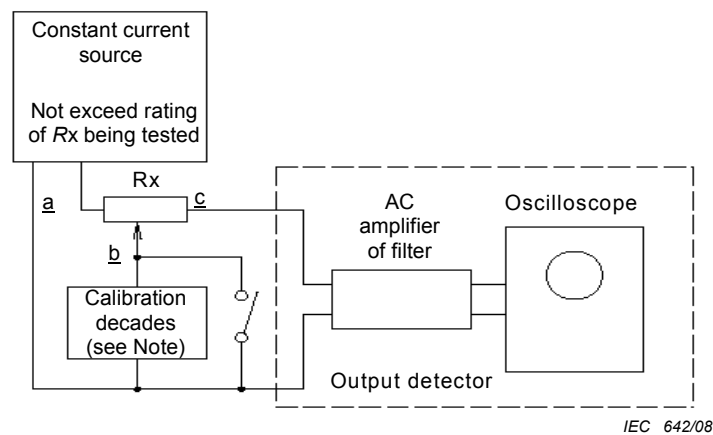 Constant current
source
Not exceed rating
of Rx being tested
Rx
a
c
AC
amplifier
of filter
Oscilloscope
b
Calibration
decades
(see Note)
Output detector
IEC 642/08